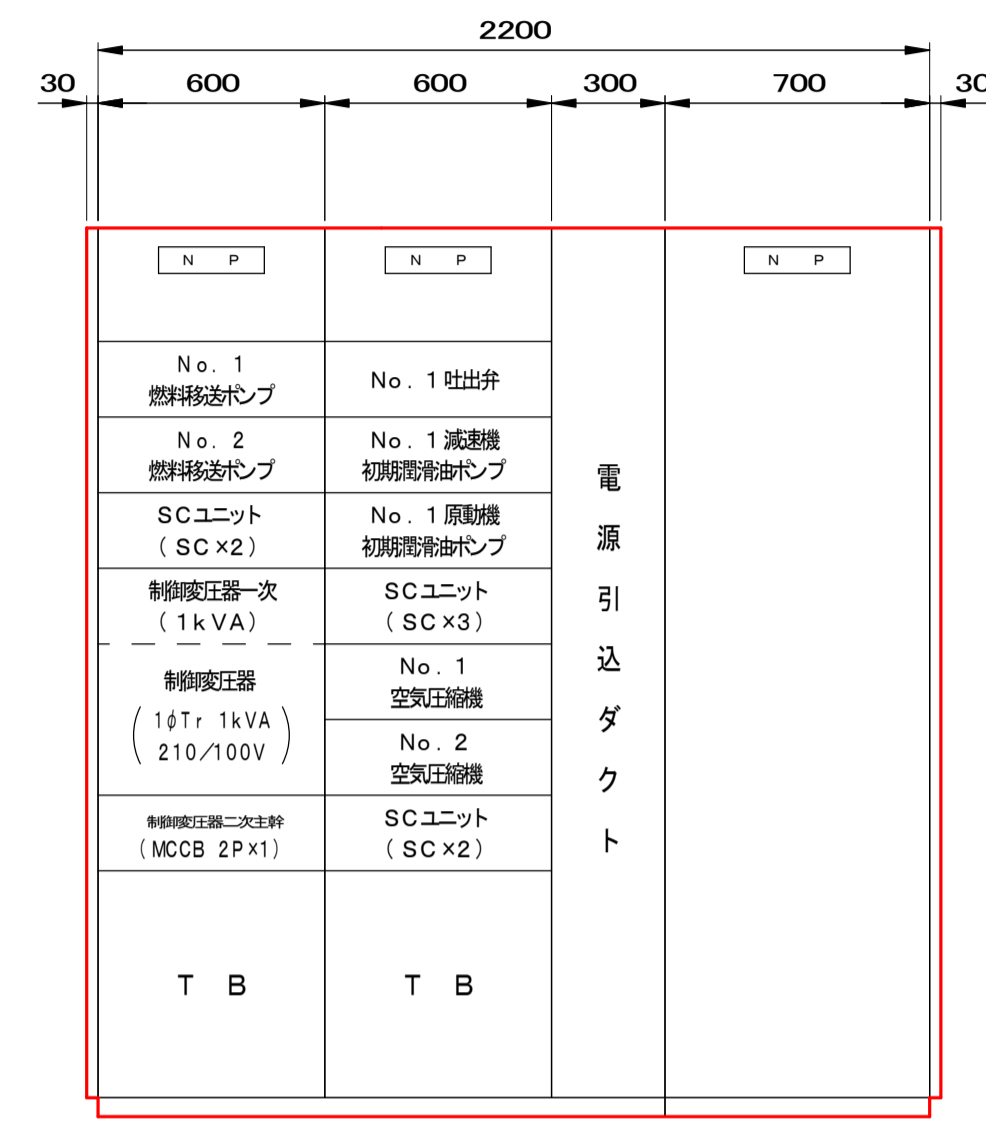 2200
30 600 600 300 700 30
N P N P N P
No. 1
燃料移送ポンプ
No. 2
燃料移送ポンプ
SCユニット
(SC×2)
制御変圧器一次
(1kVA)
制御変圧器
(1φTr 1kVA
210/100V)
制御変圧器二次主幹
(MCCB 2P×1)
TB
No. 1吐出弁
No. 1減速機
初期潤滑油ポンプ
No. 1原動機
初期潤滑油ポンプ
SCユニット
(SC×3)
No. 1
空気圧縮機
No. 2
空気圧縮機
SCユニット
(SC×2)
TB
電源引込ダクト